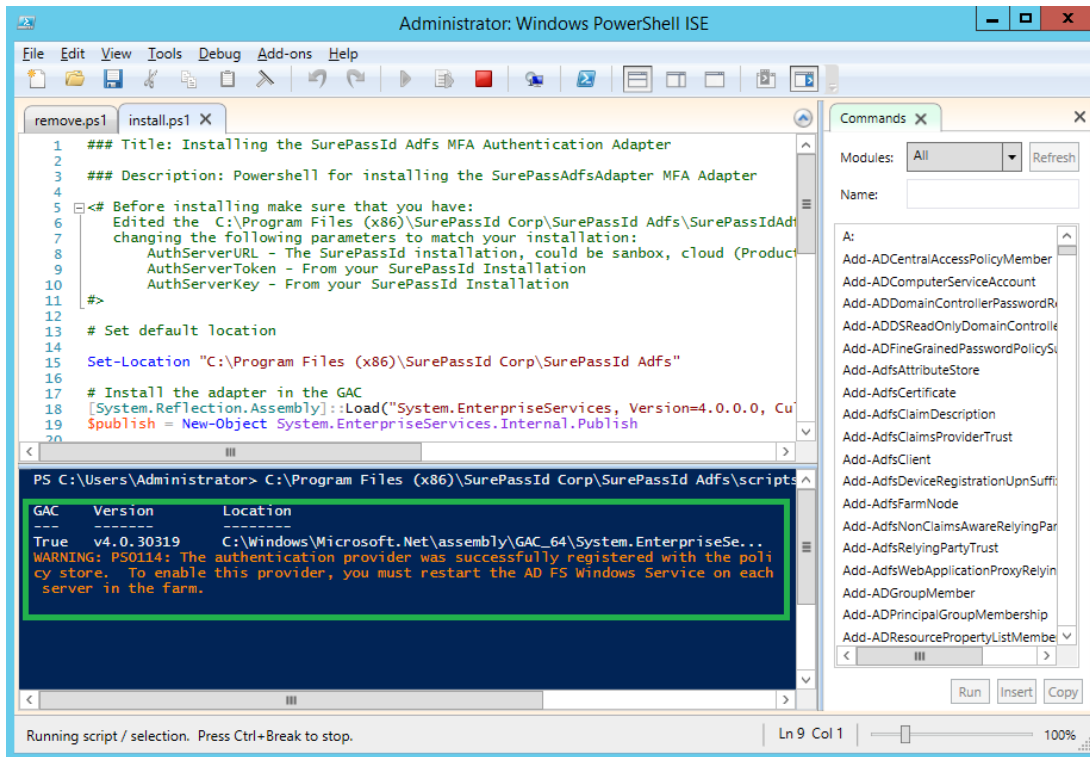 Administrator: Windows PowerShell ISE
File Edit View Tools Debug Add-ons Help
remove.ps1 install.ps1
1 ### Title: Installing the SurePassId Adfs MFA Authentication Adapter
2
3 ### Description: Powershell for installing the SurePassAdfsAdapter MFA Adapter
4
5 <# Before installing make sure that you have:
6 Edited the C:\Program Files (x86)\SurePassId Corp\SurePassId Adfs\SurePassIdAdf
7 changing the following parameters to match your installation:
8 AuthServerURL - The SurePassId installation, could be sanbox, cloud (Product
9 AuthServerToken - From your SurePassId Installation
10 AuthServerKey - From your SurePassId Installation
11 #>
12
13 # Set default location
14
15 Set-Location "C:\Program Files (x86)\SurePassId Corp\SurePassId Adfs"
16
17 # Install the adapter in the GAC
18 [System.Reflection.Assembly]::Load("System.EnterpriseServices, Version=4.0.0.0, Cul
19 $publish = New-Object System.EnterpriseServices.Internal.Publish
20
PS C:\Users\Administrator> C:\Program Files (x86)\SurePassId Corp\SurePassId Adfs\scripts
GAC Version Location
--- ------- --------
True v4.0.30319 C:\Windows\Microsoft.Net\assembly\GAC_64\System.EnterpriseSe...
WARNING: PS0114: The authentication provider was successfully registered with the poli
cy store. To enable this provider, you must restart the AD FS Windows Service on each
server in the farm.
Commands
Modules: All Refresh
Name:
A:
Add-ADCentralAccessPolicyMember
Add-ADComputerServiceAccount
Add-ADDomainControllerPasswordRe
Add-ADDSReadOnlyDomainControlle
Add-ADFineGrainedPasswordPolicySu
Add-AdfsAttributeStore
Add-AdfsCertificate
Add-AdfsClaimDescription
Add-AdfsClaimsProviderTrust
Add-AdfsClient
Add-AdfsDeviceRegistrationUpnSuffi
Add-AdfsFarmNode
Add-AdfsNonClaimsAwareRelyingPar
Add-AdfsRelyingPartyTrust
Add-AdfsWebApplicationProxyRelyin
Add-ADGroupMember
Add-ADPrincipalGroupMembership
Add-ADResourcePropertyListMembe
Run Insert Copy
Running script / selection. Press Ctrl+Break to stop.
Ln 9 Col 1
100%